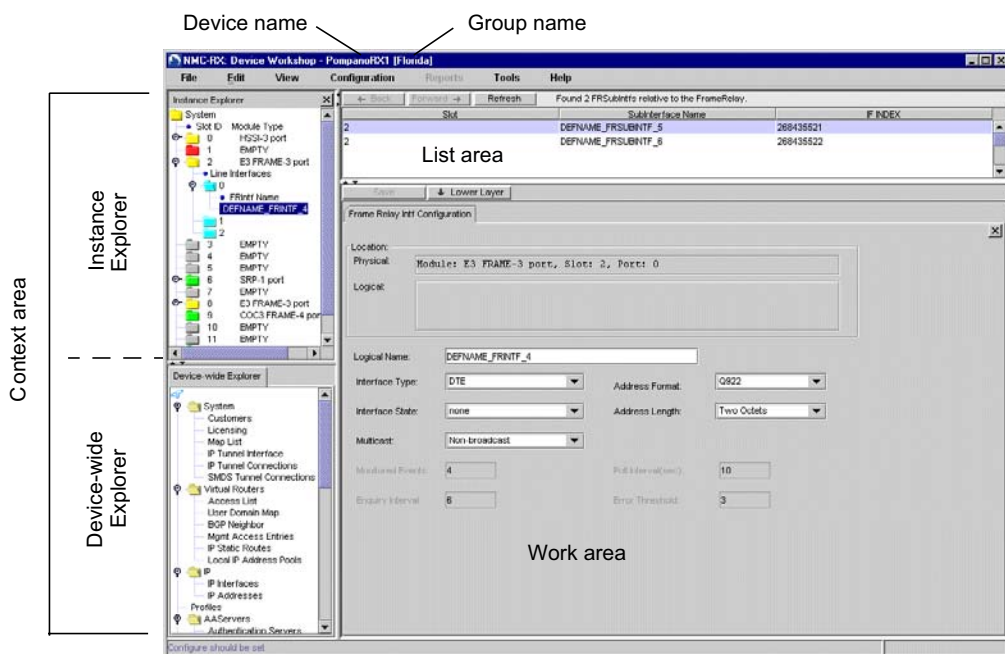 Device name
Group name
NMC-RX: Device Workshop - PompanoRX1 [Florida]
File Edit View Configuration Reports Tools Help
Context area
Instance Explorer
Device-wide Explorer
Instance Explorer
System
Slot ID Module Type
0 HSSI-3 port
1 EMPTY
2 E3 FRAME-3 port
Line Interfaces
0
FRIntf Name
DEFNAME_FRINTF_4
1
2
3 EMPTY
4 EMPTY
5 EMPTY
6 SRP-1 port
7 EMPTY
8 E3 FRAME-3 port
9 COC3 FRAME-4 por
10 EMPTY
11 EMPTY
Device-wide Explorer
System
Customers
Licensing
Map List
IP Tunnel Interface
IP Tunnel Connections
SMDS Tunnel Connections
Virtual Routers
Access List
User Domain Map
BGP Neighbor
Mgmt Access Entries
IP Static Routes
Local IP Address Pools
IP
IP Interfaces
IP Addresses
Profiles
AAServers
Authentication Servers
Back Forward Refresh Found 2 FRSubIntfs relative to the FrameRelay.
Slot SubInterface Name IF INDEX
2 DEFNAME_FRSUBINTF_5 268435521
2 DEFNAME_FRSUBINTF_6 268435522
List area
Save Lower Layer
Frame Relay Intf Configuration
Location:
Physical: Module: E3 FRAME-3 port, Slot: 2, Port: 0
Logical:
Logical Name: DEFNAME_FRINTF_4
Interface Type: DTE Address Format: Q922
Interface State: none Address Length: Two Octets
Multicast: Non-broadcast
Monitored Events: 4 Poll Interval(sec): 10
Enquiry Interval 6 Error Threshold: 3
Work area
Configure should be set